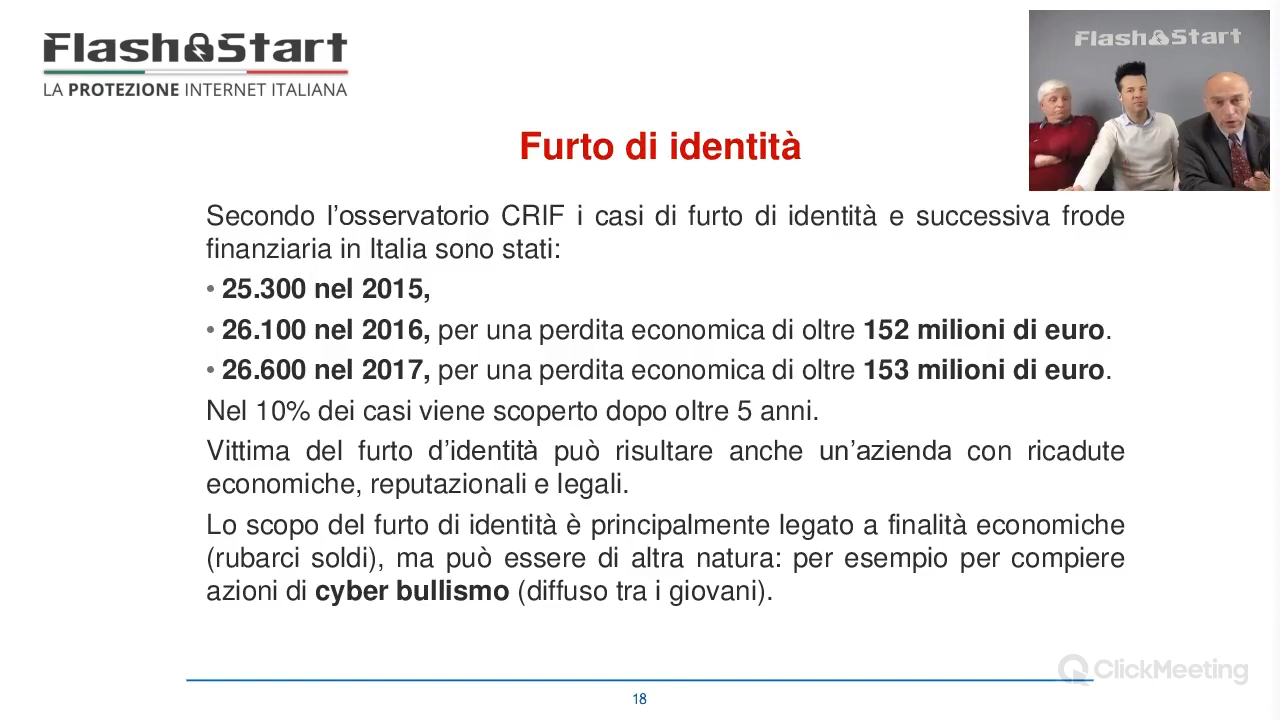 Flash Start
LA PROTEZIONE INTERNET ITALIANA
Flash Start
Furto di identità
Secondo l’osservatorio CRIF i casi di furto di identità e successiva frode
finanziaria in Italia sono stati:
• 25.300 nel 2015,
• 26.100 nel 2016, per una perdita economica di oltre 152 milioni di euro.
• 26.600 nel 2017, per una perdita economica di oltre 153 milioni di euro.
Nel 10% dei casi viene scoperto dopo oltre 5 anni.
Vittima del furto d’identità può risultare anche un’azienda con ricadute
economiche, reputazionali e legali.
Lo scopo del furto di identità è principalmente legato a finalità economiche
(rubarci soldi), ma può essere di altra natura: per esempio per compiere
azioni di cyber bullismo (diffuso tra i giovani).
ClickMeeting
18